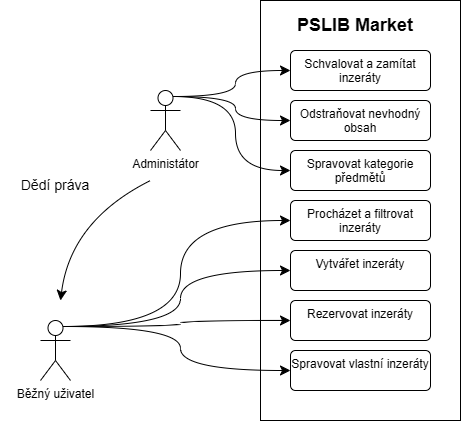 PSLIB Market
Schvalovat a zamítat
inzeráty
Odstraňovat nevhodný
obsah
Administátor
Spravovat kategorie
předmětů
Dědí práva
Procházet a filtrovat
inzeráty
Vytvářet inzeráty
Rezervovat inzeráty
Běžný uživatel
Spravovat vlastní inzeráty